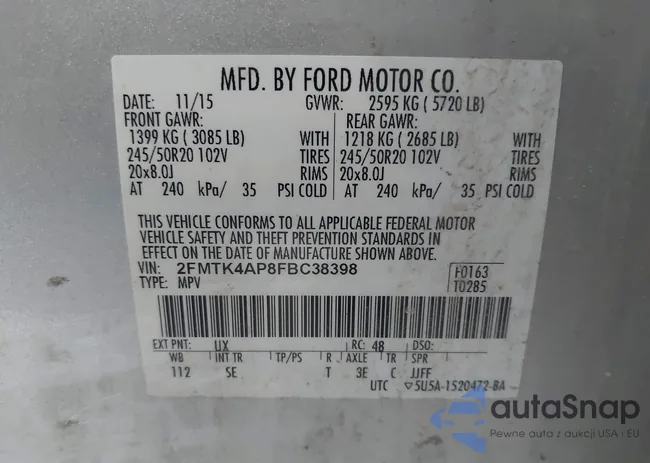 MFD. BY FORD MOTOR CO.
DATE: 11/15 GVWR: 2595 KG ( 5720 LB)
FRONT GAWR: REAR GAWR:
1399 KG ( 3085 LB) WITH 1218 KG ( 2685 LB) WITH
245/50R20 102V TIRES 245/50R20 102V TIRES
20x8.0J RIMS 20x8.0J RIMS
AT 240 kPa/ 35 PSI COLD AT 240 kPa/ 35 PSI COLD
THIS VEHICLE CONFORMS TO ALL APPLICABLE FEDERAL MOTOR
VEHICLE SAFETY AND THEFT PREVENTION STANDARDS IN
EFFECT ON THE DATE OF MANUFACTURE SHOWN ABOVE.
VIN: 2FMTK4AP8FBC38398 F0163
TYPE: MPV T0285
EXT PNT: UX RC: 48 DSO:
WB INT TR TP/PS R AXLE TR SPR
112 SE T 3E C JJFF
UTC ▽5U5A-1520472-BA
autaSnap
Pewne auta z aukcji USA i EU